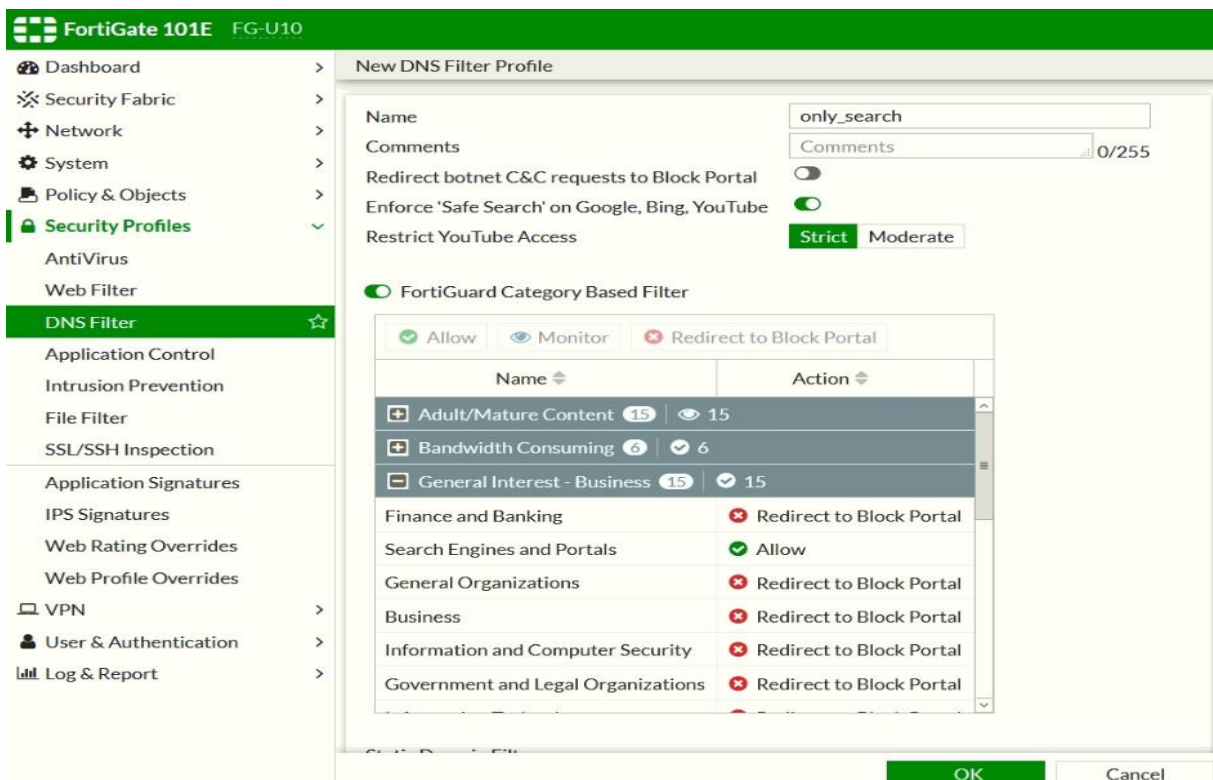 FortiGate 101E FG-U10
Dashboard
Security Fabric
Network
System
Policy & Objects
Security Profiles
AntiVirus
Web Filter
DNS Filter
Application Control
Intrusion Prevention
File Filter
SSL/SSH Inspection
Application Signatures
IPS Signatures
Web Rating Overrides
Web Profile Overrides
VPN
User & Authentication
Log & Report
New DNS Filter Profile
Name only_search
Comments Comments 0/255
Redirect botnet C&C requests to Block Portal
Enforce 'Safe Search' on Google, Bing, YouTube
Restrict YouTube Access Strict Moderate
FortiGuard Category Based Filter
Allow Monitor Redirect to Block Portal
Name Action
Adult/Mature Content 15 15
Bandwidth Consuming 6 6
General Interest - Business 15 15
Finance and Banking Redirect to Block Portal
Search Engines and Portals Allow
General Organizations Redirect to Block Portal
Business Redirect to Block Portal
Information and Computer Security Redirect to Block Portal
Government and Legal Organizations Redirect to Block Portal
OK Cancel